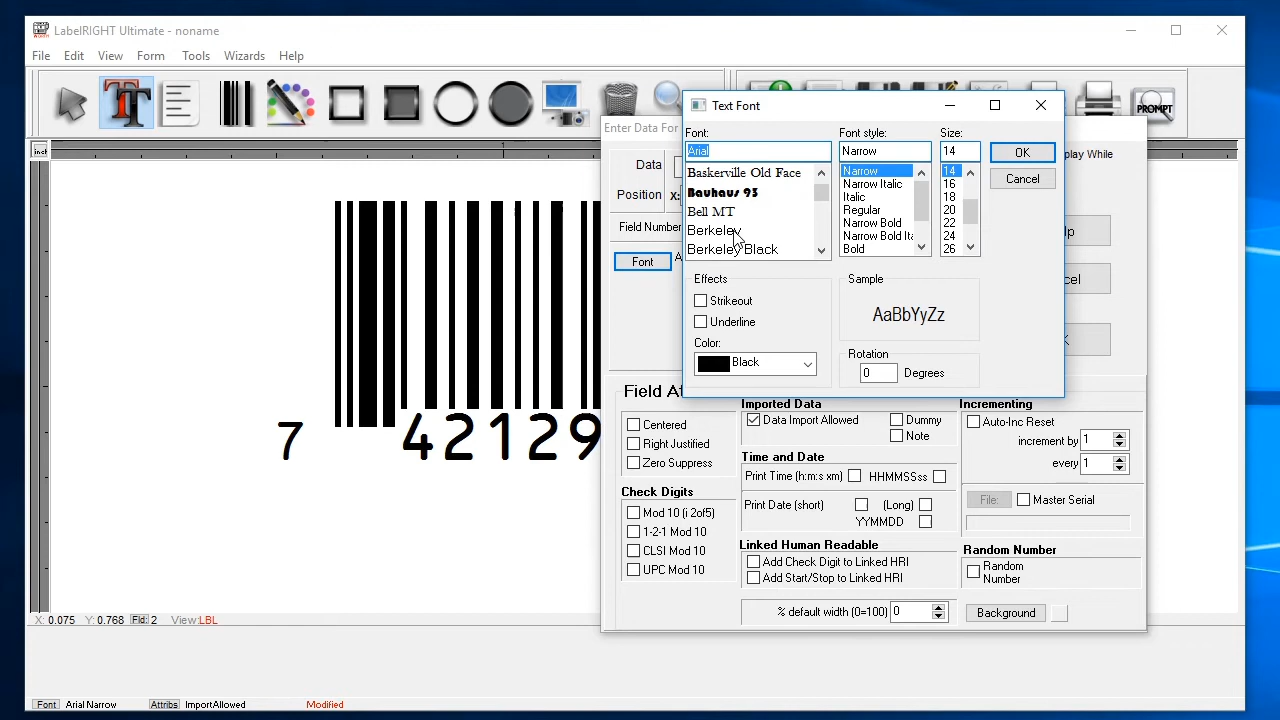 LabelRIGHT Ultimate - noname
File Edit View Form Tools Wizards Help
PROMPT
inch
1
Enter Data For
Data
Position X:
Field Number
Font A
play While
lp
cel
K
7 42129
Text Font
Font: Font style: Size:
Arial Narrow 14
OK
Cancel
Baskerville Old Face
Bauhaus 93
Bell MT
Berkeley
Berkeley Black
Narrow
Narrow Italic
Italic
Regular
Narrow Bold
Narrow Bold Ita
Bold
14
16
18
20
22
24
26
Effects
Strikeout
Underline
Color:
Black
Sample
AaBbYyZz
Rotation
0 Degrees
Field At
Centered
Right Justified
Zero Suppress
Check Digits
Mod 10 (i 2of5)
1-2-1 Mod 10
CLSI Mod 10
UPC Mod 10
Imported Data
Data Import Allowed Dummy
Note
Time and Date
Print Time (h:m:s xm) HHMMSSss
Print Date (short) (Long)
YYMMDD
Linked Human Readable
Add Check Digit to Linked HRI
Add Start/Stop to Linked HRI
% default width (0=100) 0
Incrementing
Auto-Inc Reset
increment by 1
every 1
File: Master Serial
Random Number
Random
Number
Background
X: 0.075 Y: 0.768 Fld: 2 View:LBL
Font Arial Narrow Attribs ImportAllowed Modified